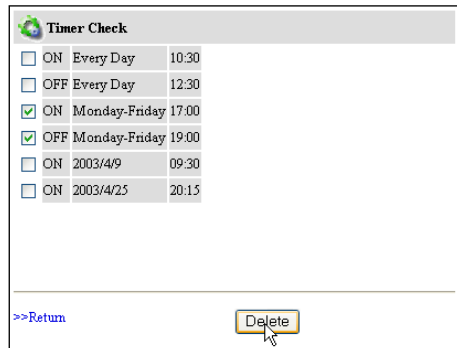 Timer Check
ON Every Day 10:30
OFF Every Day 12:30
ON Monday-Friday 17:00
OFF Monday-Friday 19:00
ON 2003/4/9 09:30
ON 2003/4/25 20:15
>>Return
Delete